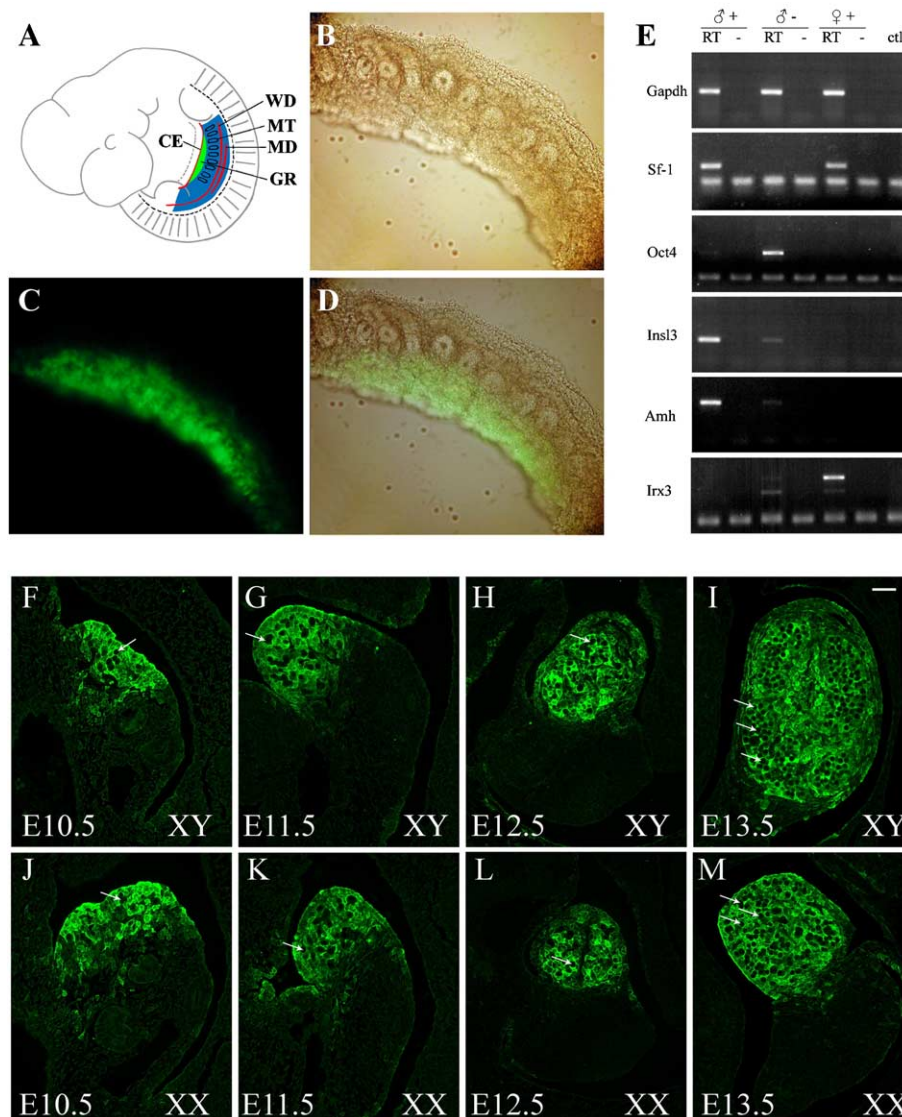 A
WD
MT
CE
MD
GR
B
C
D
E
♂ + ♂ - ♀ +
RT - RT - RT - ctl
Gapdh
Sf-1
Oct4
Insl3
Amh
Irx3
F
E10.5 XY
G
E11.5 XY
H
E12.5 XY
I
E13.5 XY
J
E10.5 XX
K
E11.5 XX
L
E12.5 XX
M
E13.5 XX